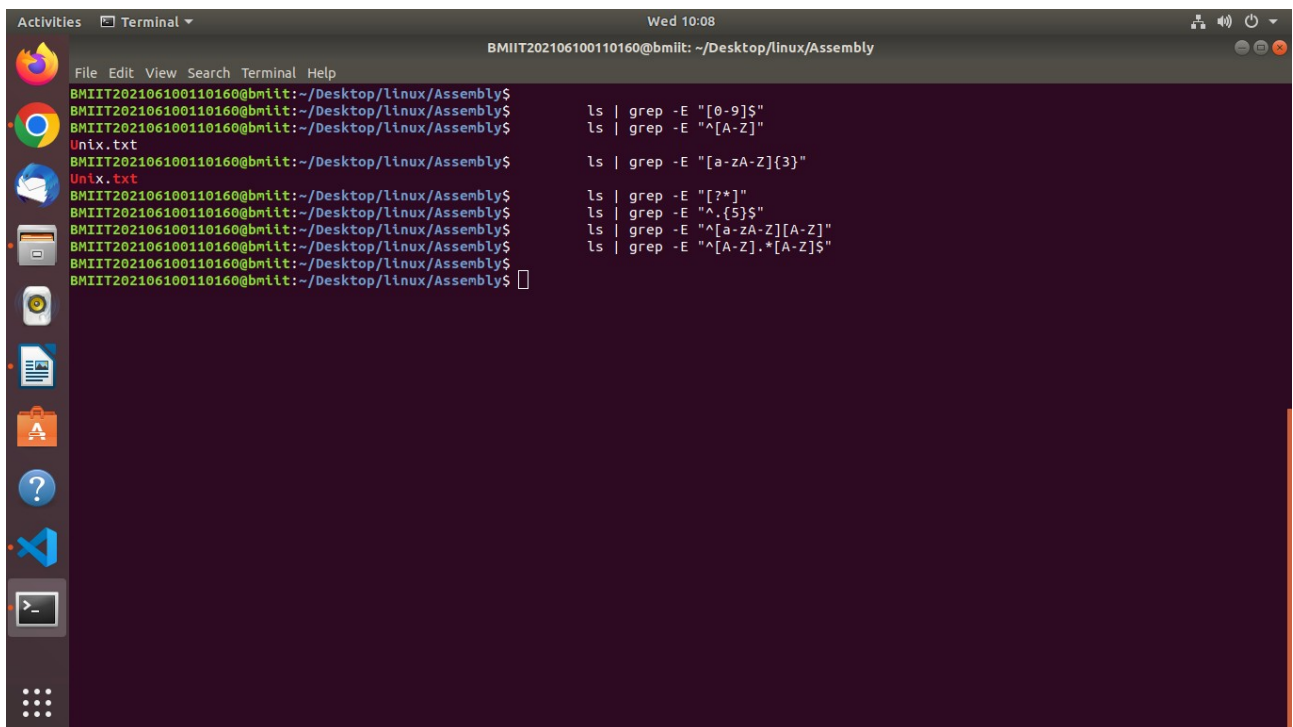 Activities Terminal Wed 10:08
BMIIT202106100110160@bmiit: ~/Desktop/linux/Assembly
File Edit View Search Terminal Help
BMIIT202106100110160@bmiit:~/Desktop/linux/Assembly$
BMIIT202106100110160@bmiit:~/Desktop/linux/Assembly$ ls | grep -E "[0-9]$"
BMIIT202106100110160@bmiit:~/Desktop/linux/Assembly$ ls | grep -E "^[A-Z]"
Unix.txt
BMIIT202106100110160@bmiit:~/Desktop/linux/Assembly$ ls | grep -E "[a-zA-Z]{3}"
Unix.txt
BMIIT202106100110160@bmiit:~/Desktop/linux/Assembly$ ls | grep -E "[?*]"
BMIIT202106100110160@bmiit:~/Desktop/linux/Assembly$ ls | grep -E "^.{5}$"
BMIIT202106100110160@bmiit:~/Desktop/linux/Assembly$ ls | grep -E "^[a-zA-Z][A-Z]"
BMIIT202106100110160@bmiit:~/Desktop/linux/Assembly$ ls | grep -E "^[A-Z].*[A-Z]$"
BMIIT202106100110160@bmiit:~/Desktop/linux/Assembly$
BMIIT202106100110160@bmiit:~/Desktop/linux/Assembly$